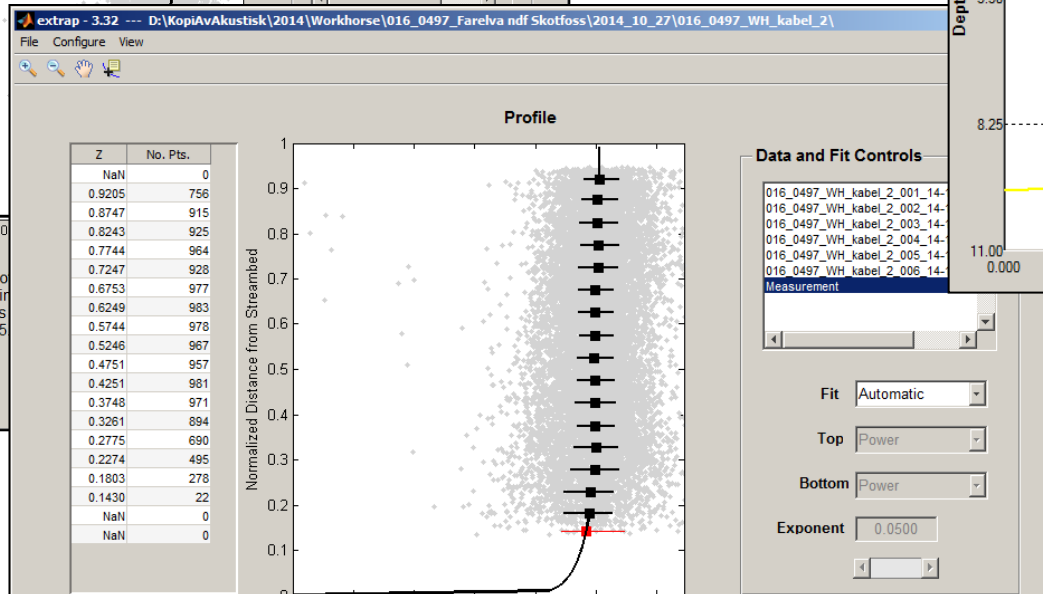 extrap - 3.32 --- D:\KopiAvAkustisk\2014\Workhorse\016_0497_Farelva ndf Skotfoss\2014_10_27\016_0497_WH_kabel_2\
File Configure View
Profile
Z No. Pts.
NaN 0
0.9205 756
0.8747 915
0.8243 925
0.7744 964
0.7247 928
0.6753 977
0.6249 983
0.5744 978
0.5246 967
0.4751 957
0.4251 981
0.3748 971
0.3261 894
0.2775 690
0.2274 495
0.1803 278
0.1430 22
NaN 0
NaN 0
Normalized Distance from Streambed
1
0.9
0.8
0.7
0.6
0.5
0.4
0.3
0.2
0.1
Data and Fit Controls
016_0497_WH_kabel_2_001_14-
016_0497_WH_kabel_2_002_14-
016_0497_WH_kabel_2_003_14-
016_0497_WH_kabel_2_004_14-
016_0497_WH_kabel_2_005_14-
016_0497_WH_kabel_2_006_14-
Measurement
Fit Automatic
Top Power
Bottom Power
Exponent 0.0500
Dept
8.25
11.00
0.000